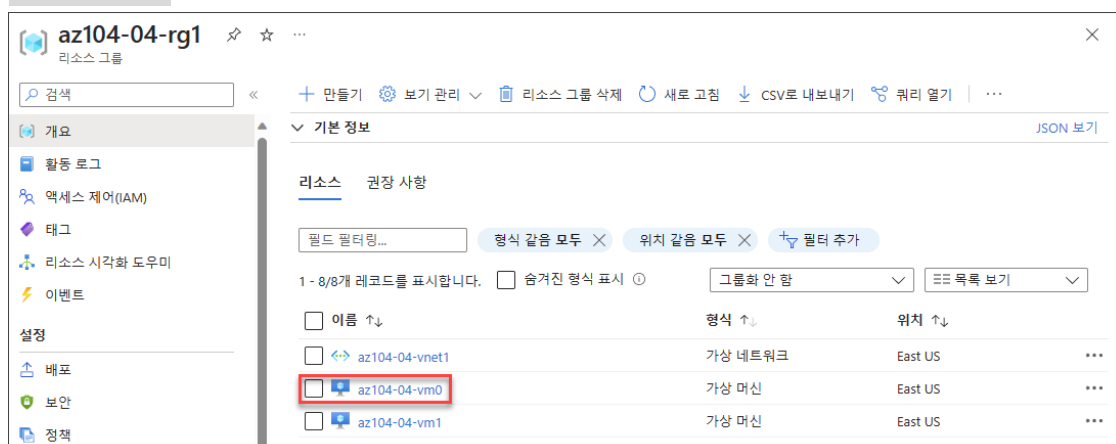 az104-04-rg1
리소스 그룹
검색
개요
활동 로그
액세스 제어(IAM)
태그
리소스 시각화 도우미
이벤트
설정
배포
보안
정책
만들기 보기 관리 리소스 그룹 삭제 새로 고침 CSV로 내보내기 쿼리 열기
기본 정보 JSON 보기
리소스 권장 사항
필드 필터링... 형식 같음 모두 위치 같음 모두 필터 추가
1 - 8/8개 레코드를 표시합니다. 숨겨진 형식 표시 그룹화 안 함 목록 보기
이름 형식 위치
az104-04-vnet1 가상 네트워크 East US
az104-04-vm0 가상 머신 East US
az104-04-vm1 가상 머신 East US